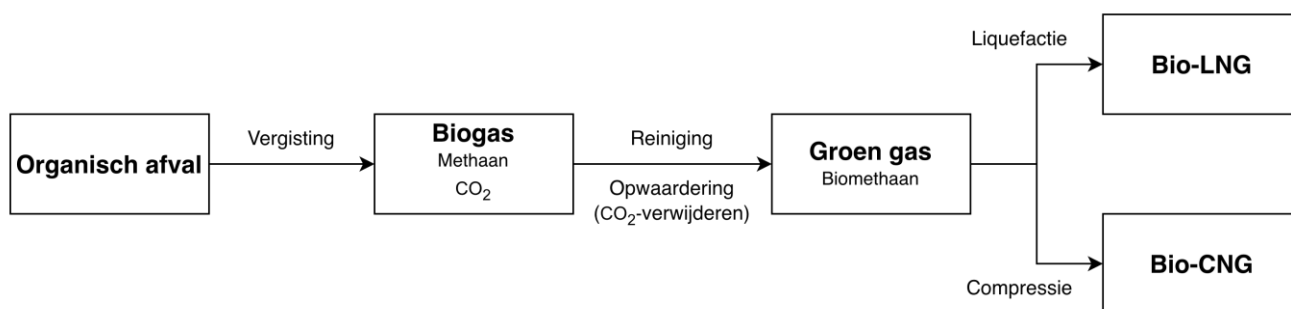 Organisch afval
Vergisting
Biogas
Methaan
CO2
Reiniging
Opwaardering
(CO2-verwijderen)
Groen gas
Biomethaan
Liquefactie
Bio-LNG
Compressie
Bio-CNG